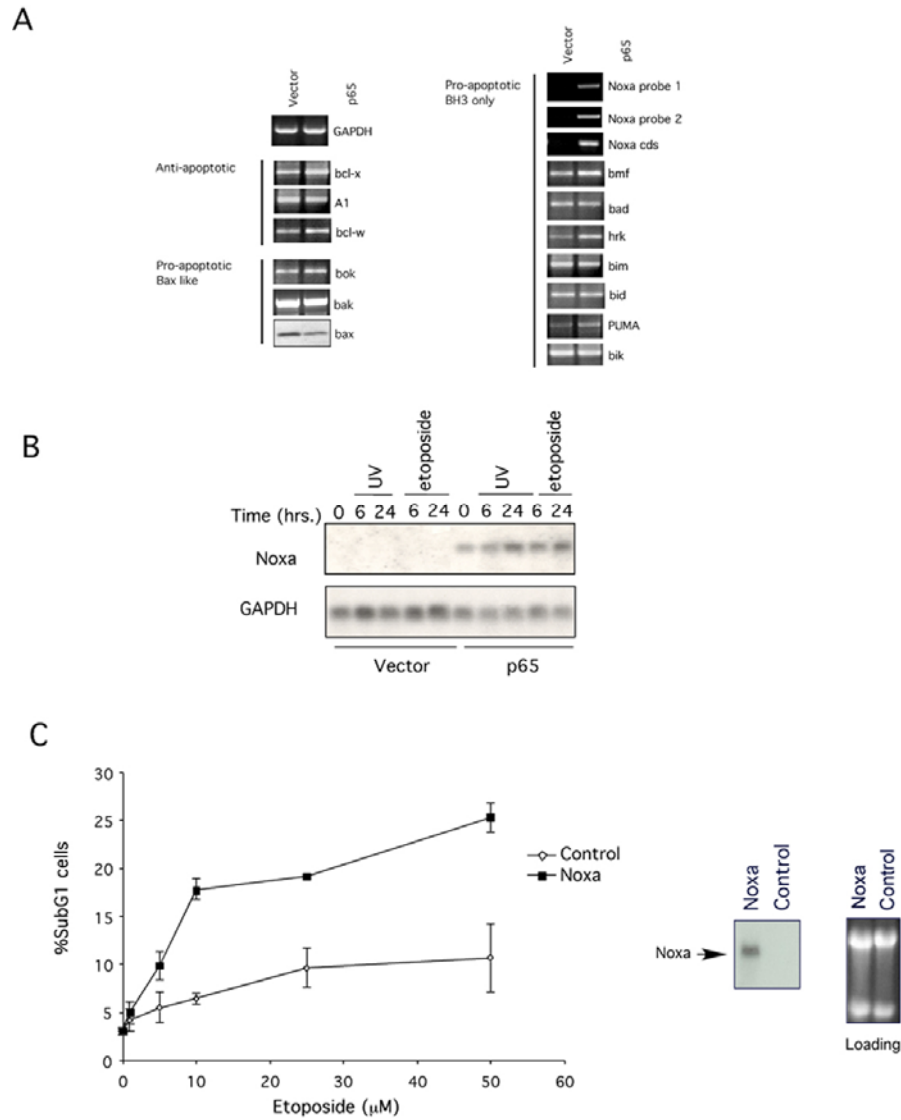 A
Vector
p65
GAPDH
Anti-apoptotic
bcl-x
A1
bcl-w
Pro-apoptotic
Bax like
bok
bak
bax
Vector
p65
Pro-apoptotic
BH3 only
Noxa probe 1
Noxa probe 2
Noxa cds
bmf
bad
hrk
bim
bid
PUMA
bik
B
UV
etoposide
UV
etoposide
Time (hrs.) 0 6 24 6 24 0 6 24 6 24
Noxa
GAPDH
Vector
p65
C
%SubG1 cells
30
25
20
15
10
5
0
0 10 20 30 40 50 60
Etoposide (μM)
Control
Noxa
Noxa
Control
Noxa
Noxa
Control
Loading